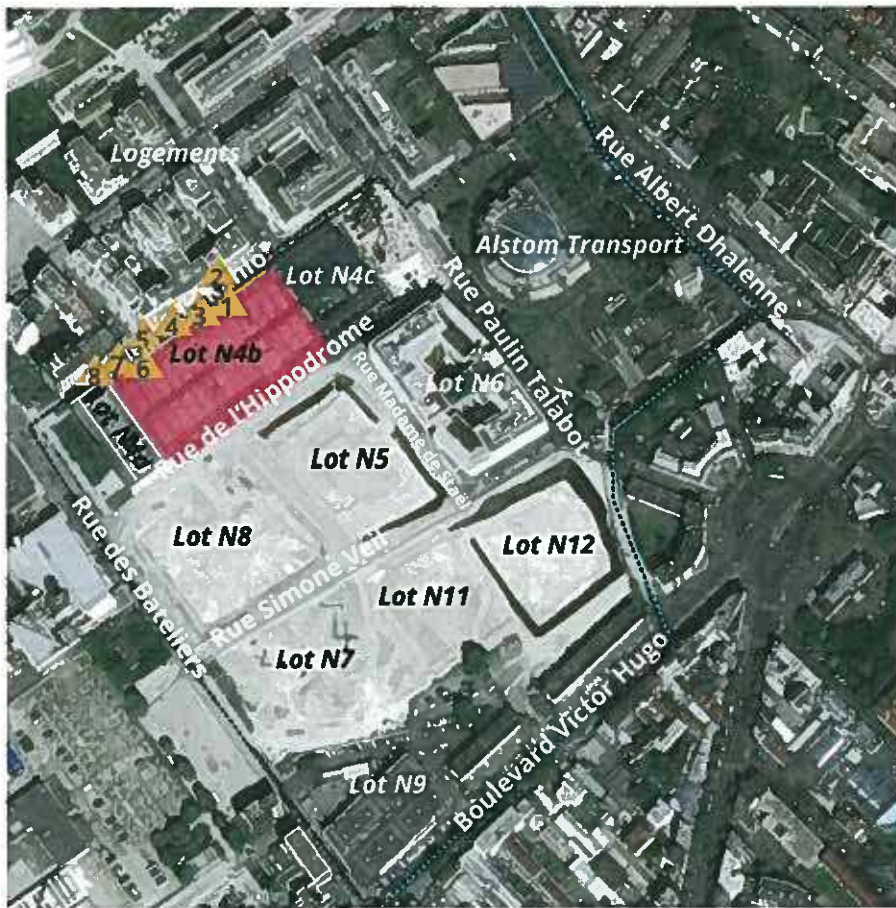 Logements
Rue Albert Dhalenne
Alstom Transport
Rue Paulin Talabot
Lot N4c
2
1
3
4
5
6
7
8
Lot N4b
Rue de l'Hippodrome
Rue Madame de Staël
Lot N6
Lot N5
Lot N8
Lot N12
Rue Simone Veil
Lot N11
Rue des Bateliers
Lot N7
Boulevard Victor Hugo
Lot N9